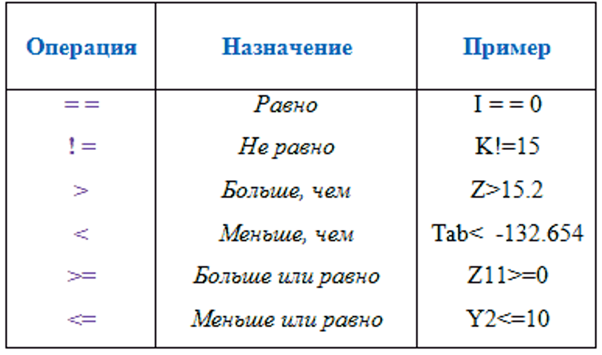 Операция Назначение Пример
= = Равно I = = 0
! = Не равно K!=15
> Больше, чем Z>15.2
< Меньше, чем Tab< -132.654
>= Больше или равно Z11>=0
<= Меньше или равно Y2<=10